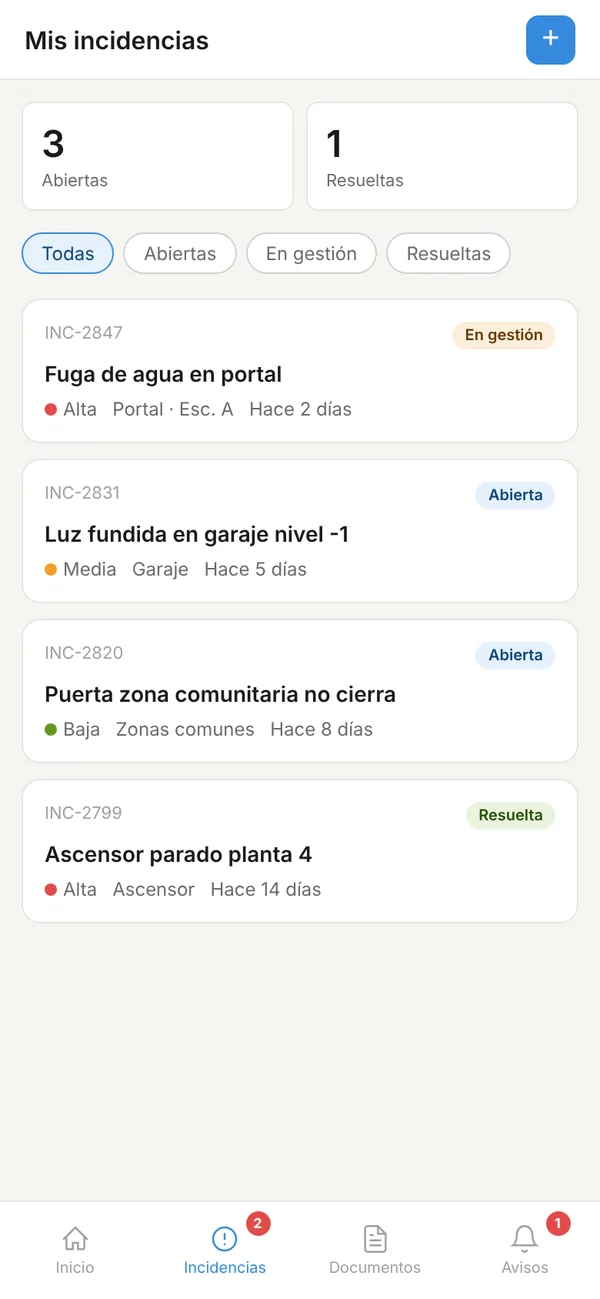 Mis incidencias
+
3
Abiertas
1
Resueltas
Todas
Abiertas
En gestión
Resueltas
INC-2847
En gestión
Fuga de agua en portal
Alta Portal · Esc. A Hace 2 días
INC-2831
Abierta
Luz fundida en garaje nivel -1
Media Garaje Hace 5 días
INC-2820
Abierta
Puerta zona comunitaria no cierra
Baja Zonas comunes Hace 8 días
INC-2799
Resuelta
Ascensor parado planta 4
Alta Ascensor Hace 14 días
Inicio
2
Incidencias
Documentos
1
Avisos